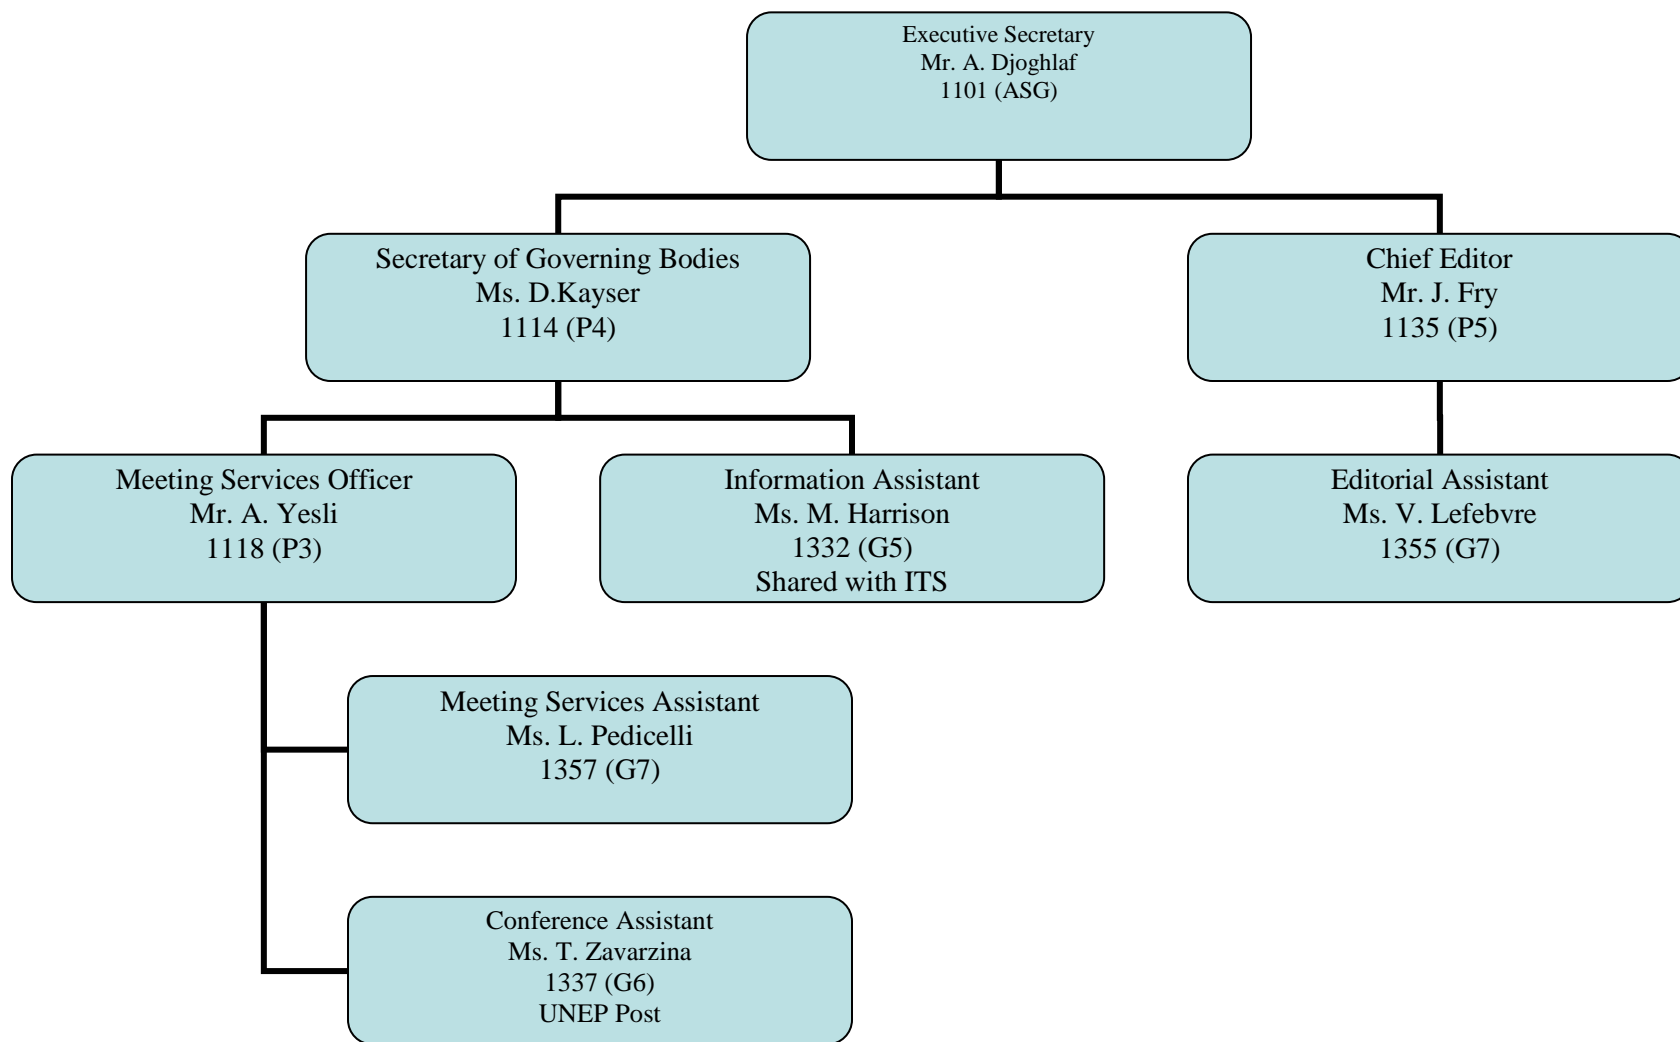 Executive Secretary
Mr. A. Djoghlaf
1101 (ASG)
Secretary of Governing Bodies
Ms. D.Kayser
1114 (P4)
Chief Editor
Mr. J. Fry
1135 (P5)
Meeting Services Officer
Mr. A. Yesli
1118 (P3)
Information Assistant
Ms. M. Harrison
1332 (G5)
Shared with ITS
Editorial Assistant
Ms. V. Lefebvre
1355 (G7)
Meeting Services Assistant
Ms. L. Pedicelli
1357 (G7)
Conference Assistant
Ms. T. Zavarzina
1337 (G6)
UNEP Post